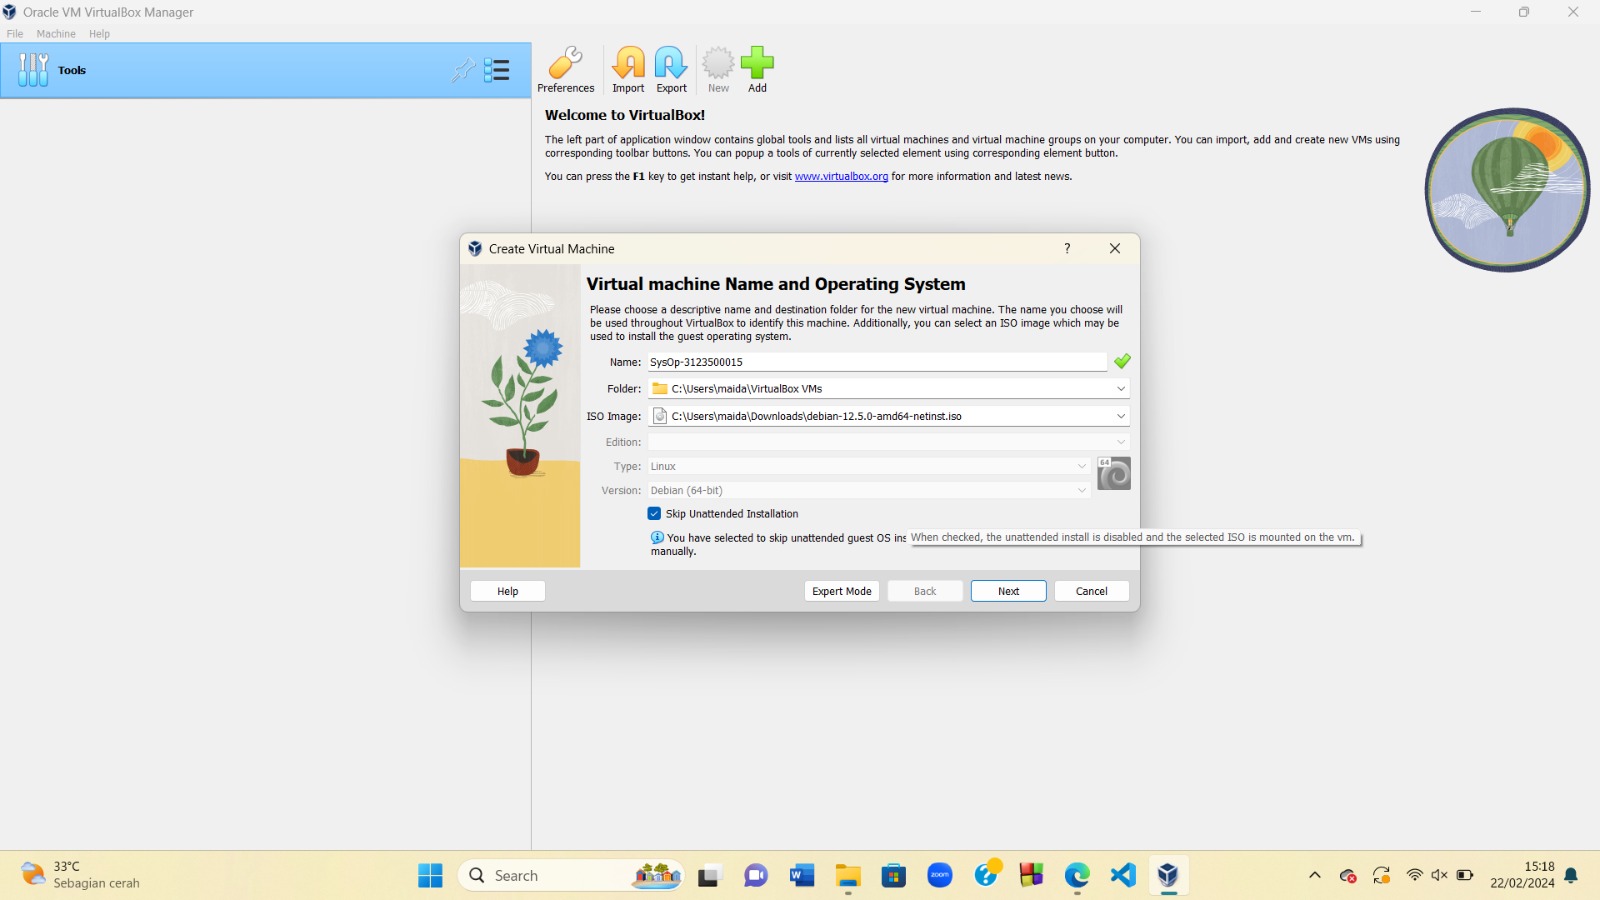 Oracle VM VirtualBox Manager
File Machine Help
Tools
Preferences Import Export New Add
Welcome to VirtualBox!
The left part of application window contains global tools and lists all virtual machines and virtual machine groups on your computer. You can import, add and create new VMs using
corresponding toolbar buttons. You can popup a tools of currently selected element using corresponding element button.
You can press the F1 key to get instant help, or visit www.virtualbox.org for more information and latest news.
Create Virtual Machine
?
Virtual machine Name and Operating System
Please choose a descriptive name and destination folder for the new virtual machine. The name you choose will
be used throughout VirtualBox to identify this machine. Additionally, you can select an ISO image which may be
used to install the guest operating system.
Name: SysOp-3123500015
Folder: C:\Users\maida\VirtualBox VMs
ISO Image: C:\Users\maida\Downloads\debian-12.5.0-amd64-netinst.iso
Edition:
Type: Linux
64
Version: Debian (64-bit)
Skip Unattended Installation
You have selected to skip unattended guest OS ins
When checked, the unattended install is disabled and the selected ISO is mounted on the vm.
manually.
Help Expert Mode Back Next Cancel
33°C
Sebagian cerah
Search
W
zoom
15:18
22/02/2024